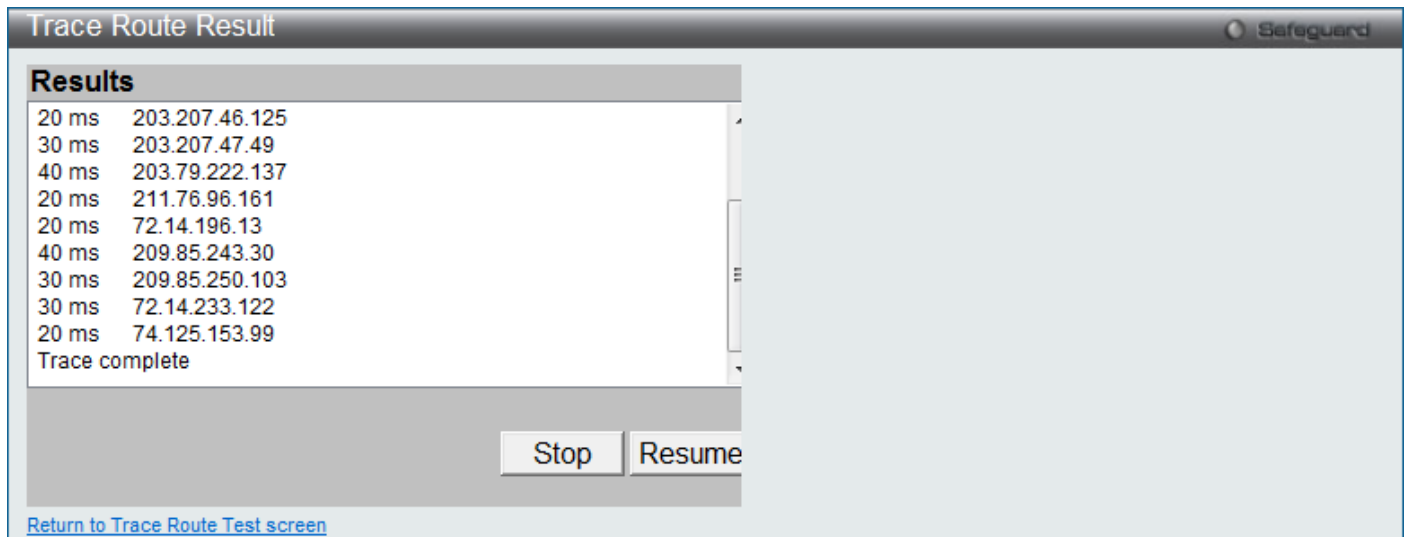 Trace Route Result
Safeguard
Results
20 ms 203.207.46.125
30 ms 203.207.47.49
40 ms 203.79.222.137
20 ms 211.76.96.161
20 ms 72.14.196.13
40 ms 209.85.243.30
30 ms 209.85.250.103
30 ms 72.14.233.122
20 ms 74.125.153.99
Trace complete
Stop Resume
Return to Trace Route Test screen